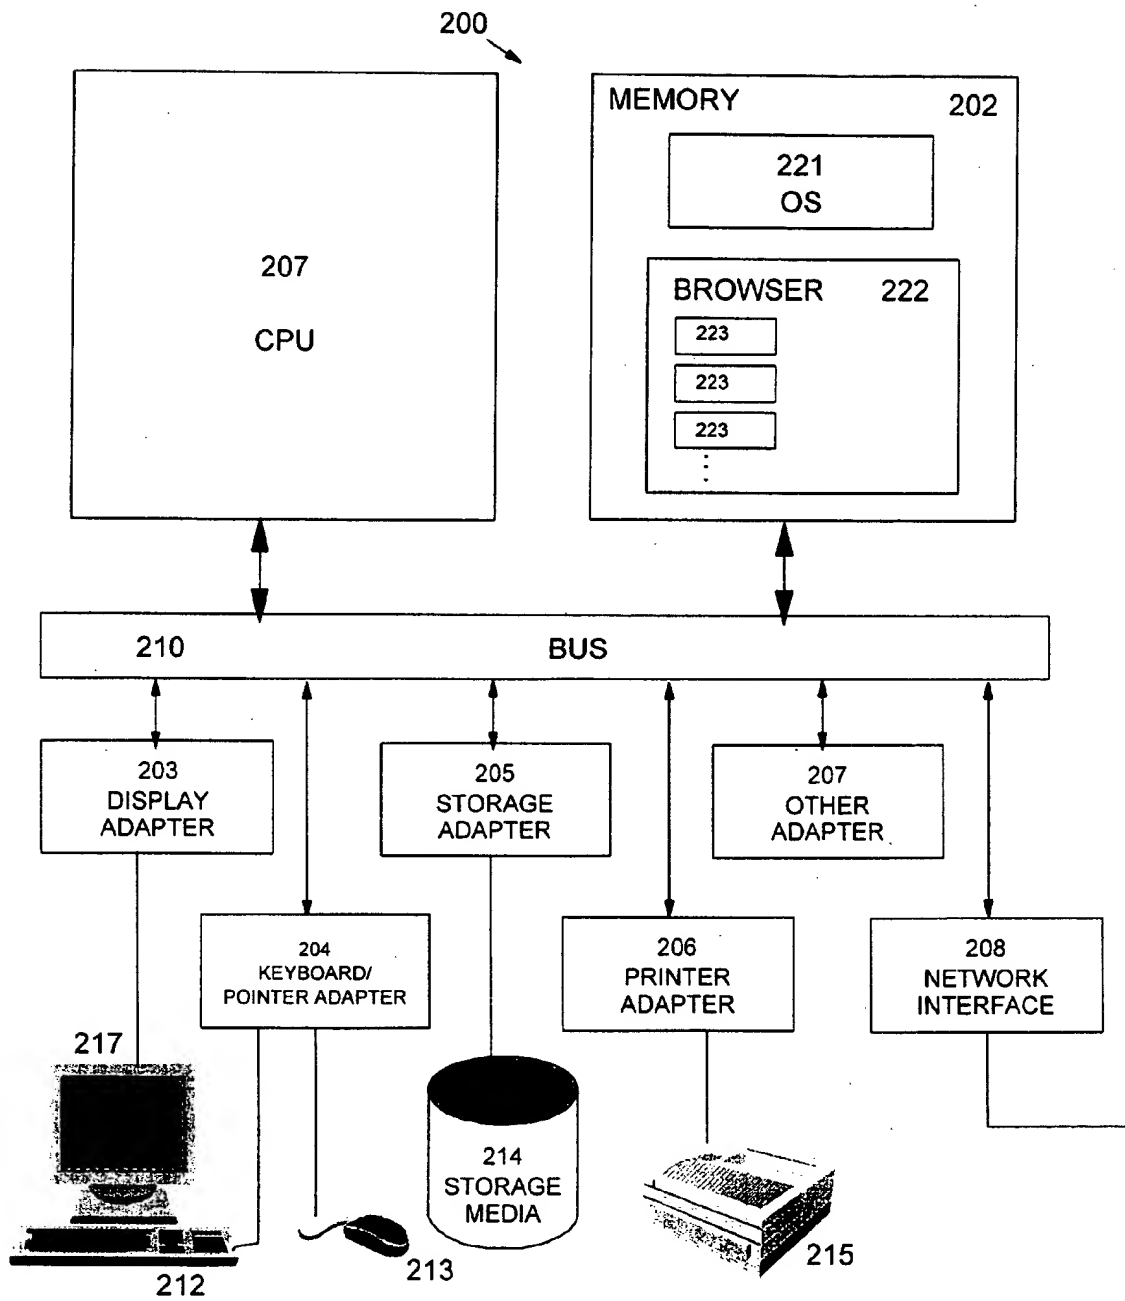 200
207
CPU
MEMORY 202
221
OS
BROWSER 222
223
223
223
210 BUS
203
DISPLAY
ADAPTER
205
STORAGE
ADAPTER
207
OTHER
ADAPTER
204
KEYBOARD/
POINTER ADAPTER
206
PRINTER
ADAPTER
208
NETWORK
INTERFACE
217
212
213
214
STORAGE
MEDIA
215